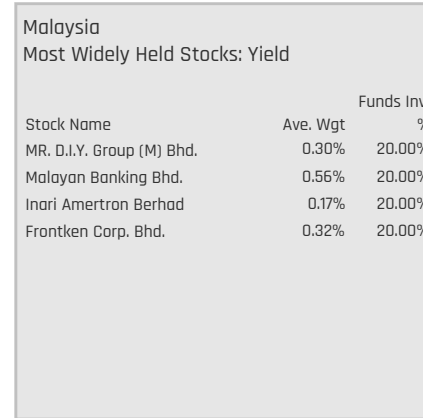 Malaysia
Most Widely Held Stocks: Yield
Funds Inv
Stock Name Ave. Wgt %
MR. D.I.Y. Group (M) Bhd. 0.30% 20.00%
Malayan Banking Bhd. 0.56% 20.00%
Inari Amertron Berhad 0.17% 20.00%
Frontken Corp. Bhd. 0.32% 20.00%